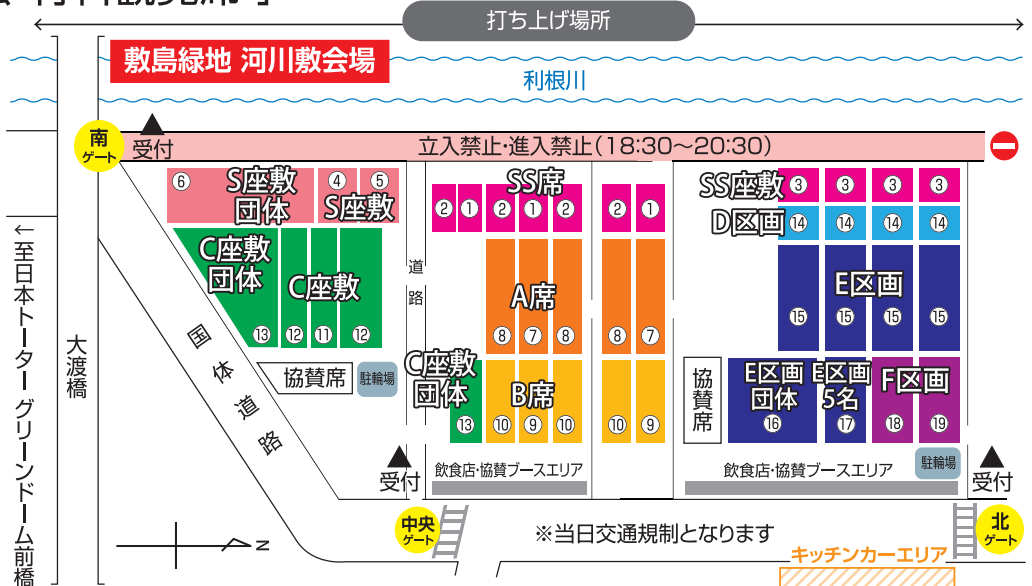 打ち上げ場所
敷島緑地 河川敷会場
利根川
南
ゲート
受付
立入禁止・進入禁止(18:30〜20:30)
⑥
S座敷
団体
④
⑤
S座敷
SS席
②
①
②
①
②
②
①
SS座敷
③
③
③
③
D区画
⑭
⑭
⑭
⑭
C座敷
団体
C座敷
⑬
⑫
⑪
⑫
道路
A席
⑧
⑦
⑧
⑧
⑦
E区画
⑮
⑮
⑮
⑮
←至日本トーター グリーンドーム前橋
大渡橋
国体道路
協賛席
駐輪場
C座敷
団体
⑬
B席
⑩
⑨
⑩
⑩
⑨
協賛席
E区画
団体
⑯
E区画
5名
⑰
F区画
⑱
⑲
受付
飲食店・協賛ブースエリア
飲食店・協賛ブースエリア
駐輪場
受付
中央
ゲート
※当日交通規制となります
北
ゲート
キッチンカーエリア
N